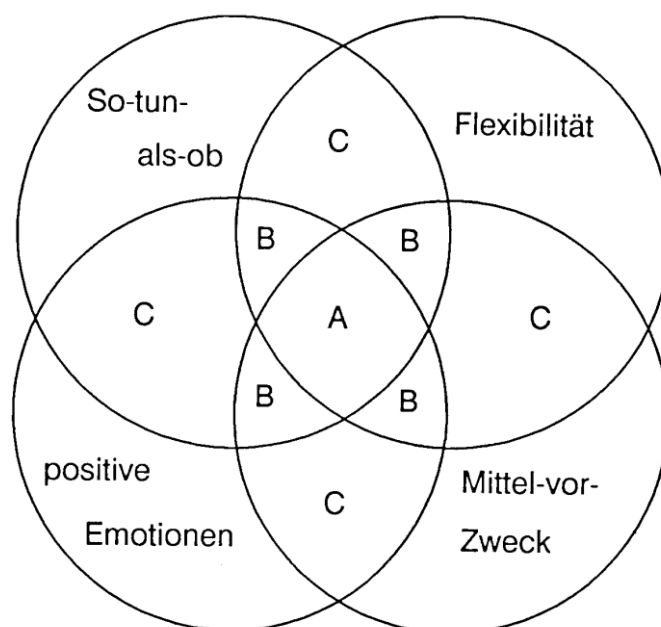 So-tun-
als-ob
Flexibilität
C
B
B
C
A
C
B
B
positive
Emotionen
C
Mittel-vor-
Zweck